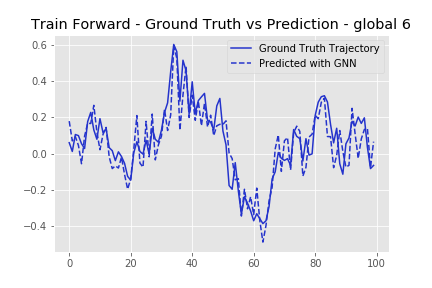 Train Forward - Ground Truth vs Prediction - global 6
Ground Truth Trajectory
Predicted with GNN
0.6
0.4
0.2
0.0
−0.2
−0.4
0 20 40 60 80 100